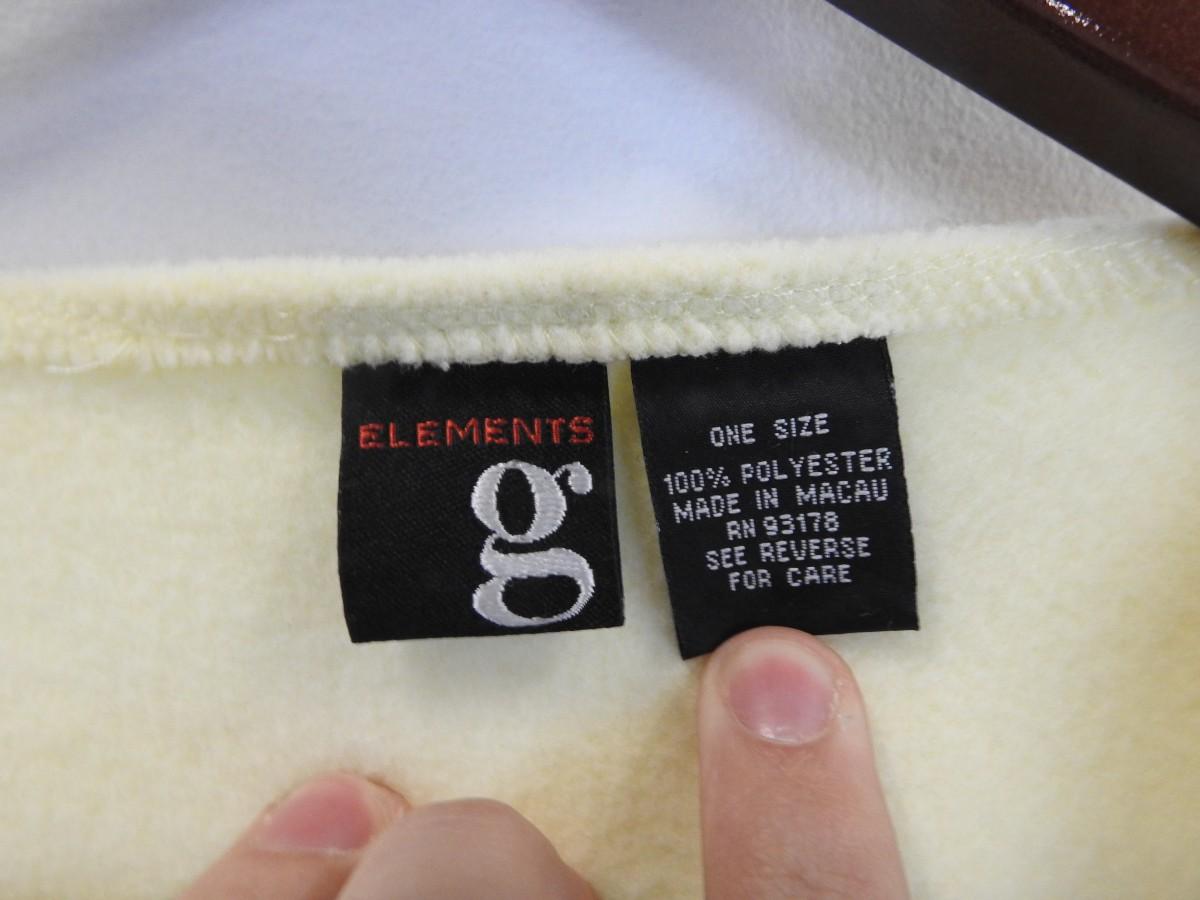 ELEMENTS
g
ONE SIZE
100% POLYESTER
MADE IN MACAU
RN 93178
SEE REVERSE
FOR CARE